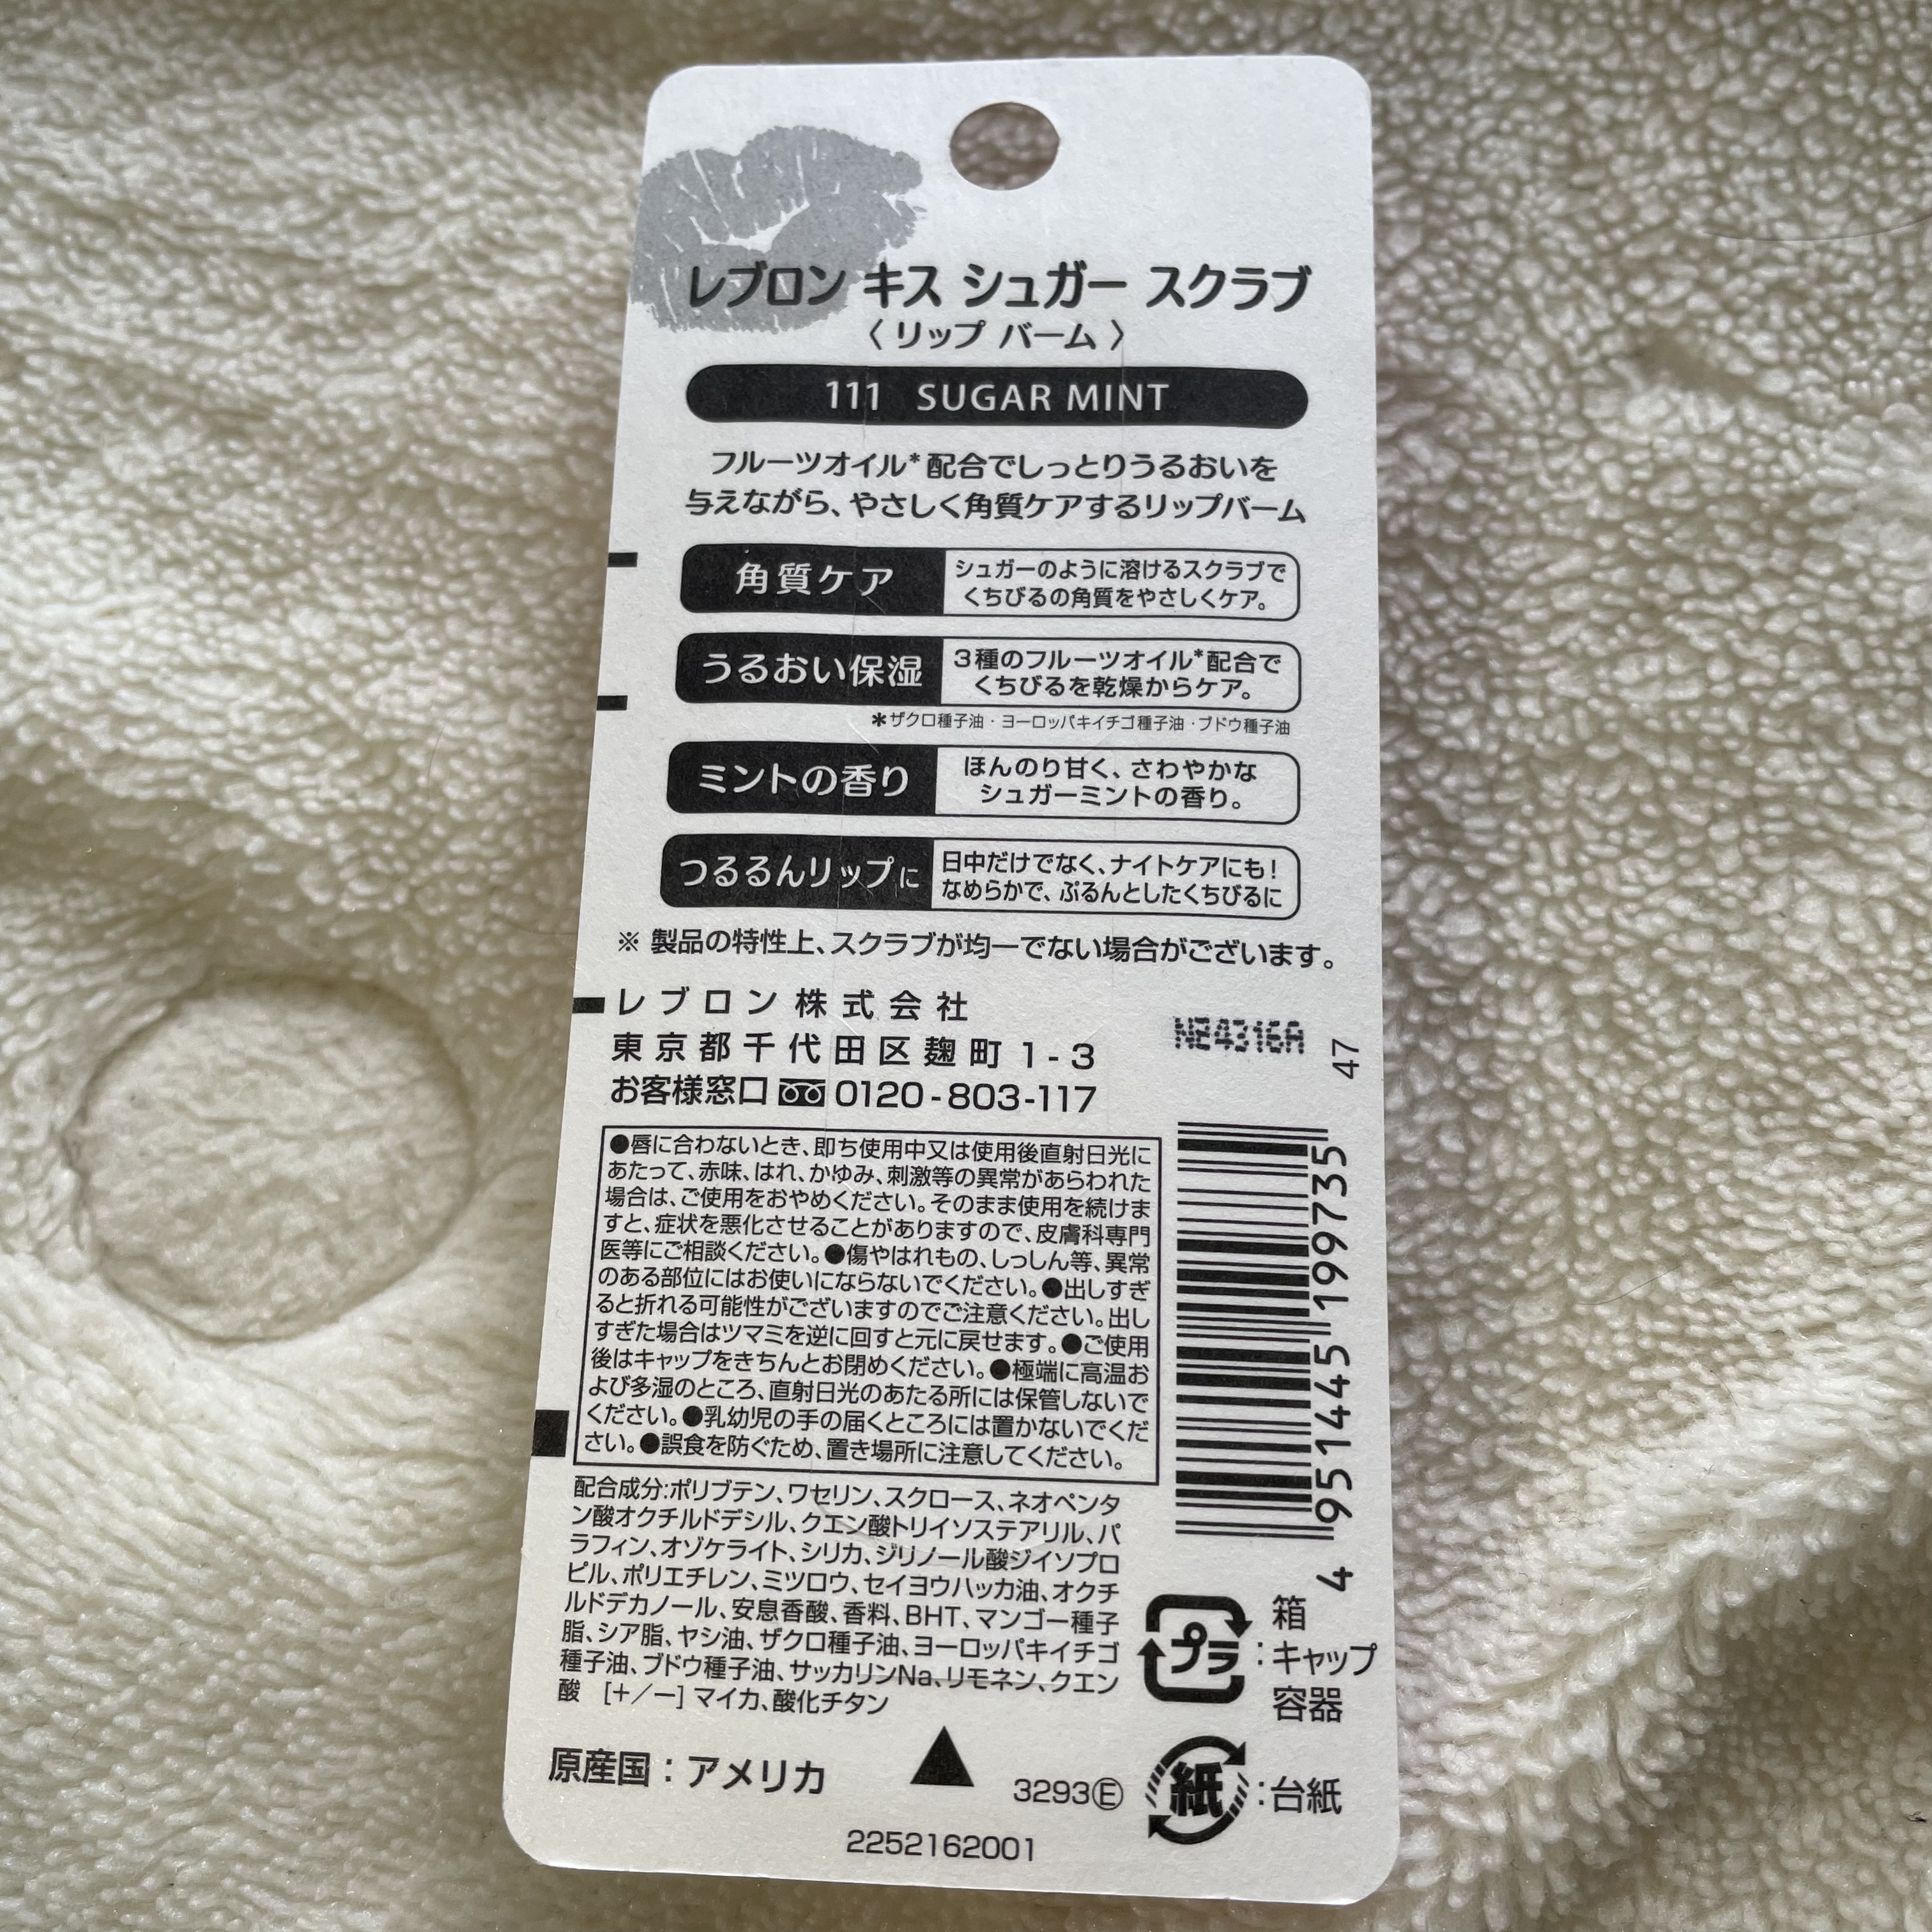 レブロン キス シュガー スクラブ
〈 リップ バーム 〉
111 SUGAR MINT
フルーツオイル*配合でしっとりうるおいを
与えながら、やさしく角質ケアするリップバーム
角質ケア
シュガーのように溶けるスクラブで
くちびるの角質をやさしくケア。
うるおい保湿
3種のフルーツオイル*配合で
くちびるを乾燥からケア。
*ザクロ種子油・ヨーロッパキイチゴ種子油・ブドウ種子油
ミントの香り
ほんのり甘く、さわやかな
シュガーミントの香り。
つるるんリップに
日中だけでなく、ナイトケアにも!
なめらかで、ぷるんとしたくちびるに
※ 製品の特性上、スクラブが均一でない場合がございます。
レブロン株式会社
東京都千代田区麹町1-3
お客様窓口 0120-803-117
NE4316A
47
●唇に合わないとき、即ち使用中又は使用後直射日光に
あたって、赤味、はれ、かゆみ、刺激等の異常があらわれた
場合は、ご使用をおやめください。そのまま使用を続けま
すと、症状を悪化させることがありますので、皮膚科専門
医等にご相談ください。●傷やはれもの、しっしん等、異常
のある部位にはお使いにならないでください。●出しすぎ
ると折れる可能性がございますのでご注意ください。出し
すぎた場合はツマミを逆に回すと元に戻せます。●ご使用
後はキャップをきちんとお閉めください。●極端に高温お
よび多湿のところ、直射日光のあたる所には保管しないで
ください。●乳幼児の手の届くところには置かないでくだ
さい。●誤食を防ぐため、置き場所に注意してください。
4 951445 199735
配合成分:ポリブテン、ワセリン、スクロース、ネオペンタ
ン酸オクチルドデシル、クエン酸トリイソステアリル、パ
ラフィン、オゾケライト、シリカ、ジリノール酸ジイソプロ
ピル、ポリエチレン、ミツロウ、セイヨウハッカ油、オクチ
ルドデカノール、安息香酸、香料、BHT、マンゴー種子
脂、シア脂、ヤシ油、ザクロ種子油、ヨーロッパキイチゴ
種子油、ブドウ種子油、サッカリンNa、リモネン、クエン
酸 [+/-] マイカ、酸化チタン
プラ
:
箱
キャップ
容器
原産国:アメリカ
3293Ⓔ
紙
:台紙
2252162001